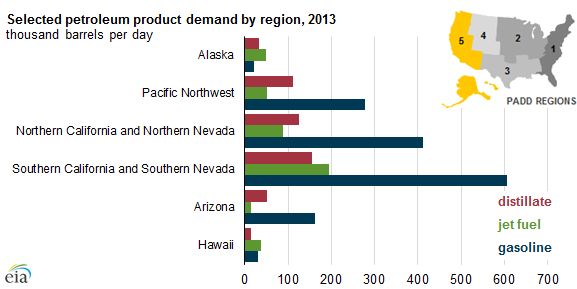 Selected petroleum product demand by region, 2013
thousand barrels per day
Alaska
Pacific Northwest
Northern California and Northern Nevada
Southern California and Southern Nevada
Arizona
Hawaii
0 100 200 300 400 500 600 700
5 4 2 1
3
PADD REGIONS
distillate
jet fuel
gasoline
eia